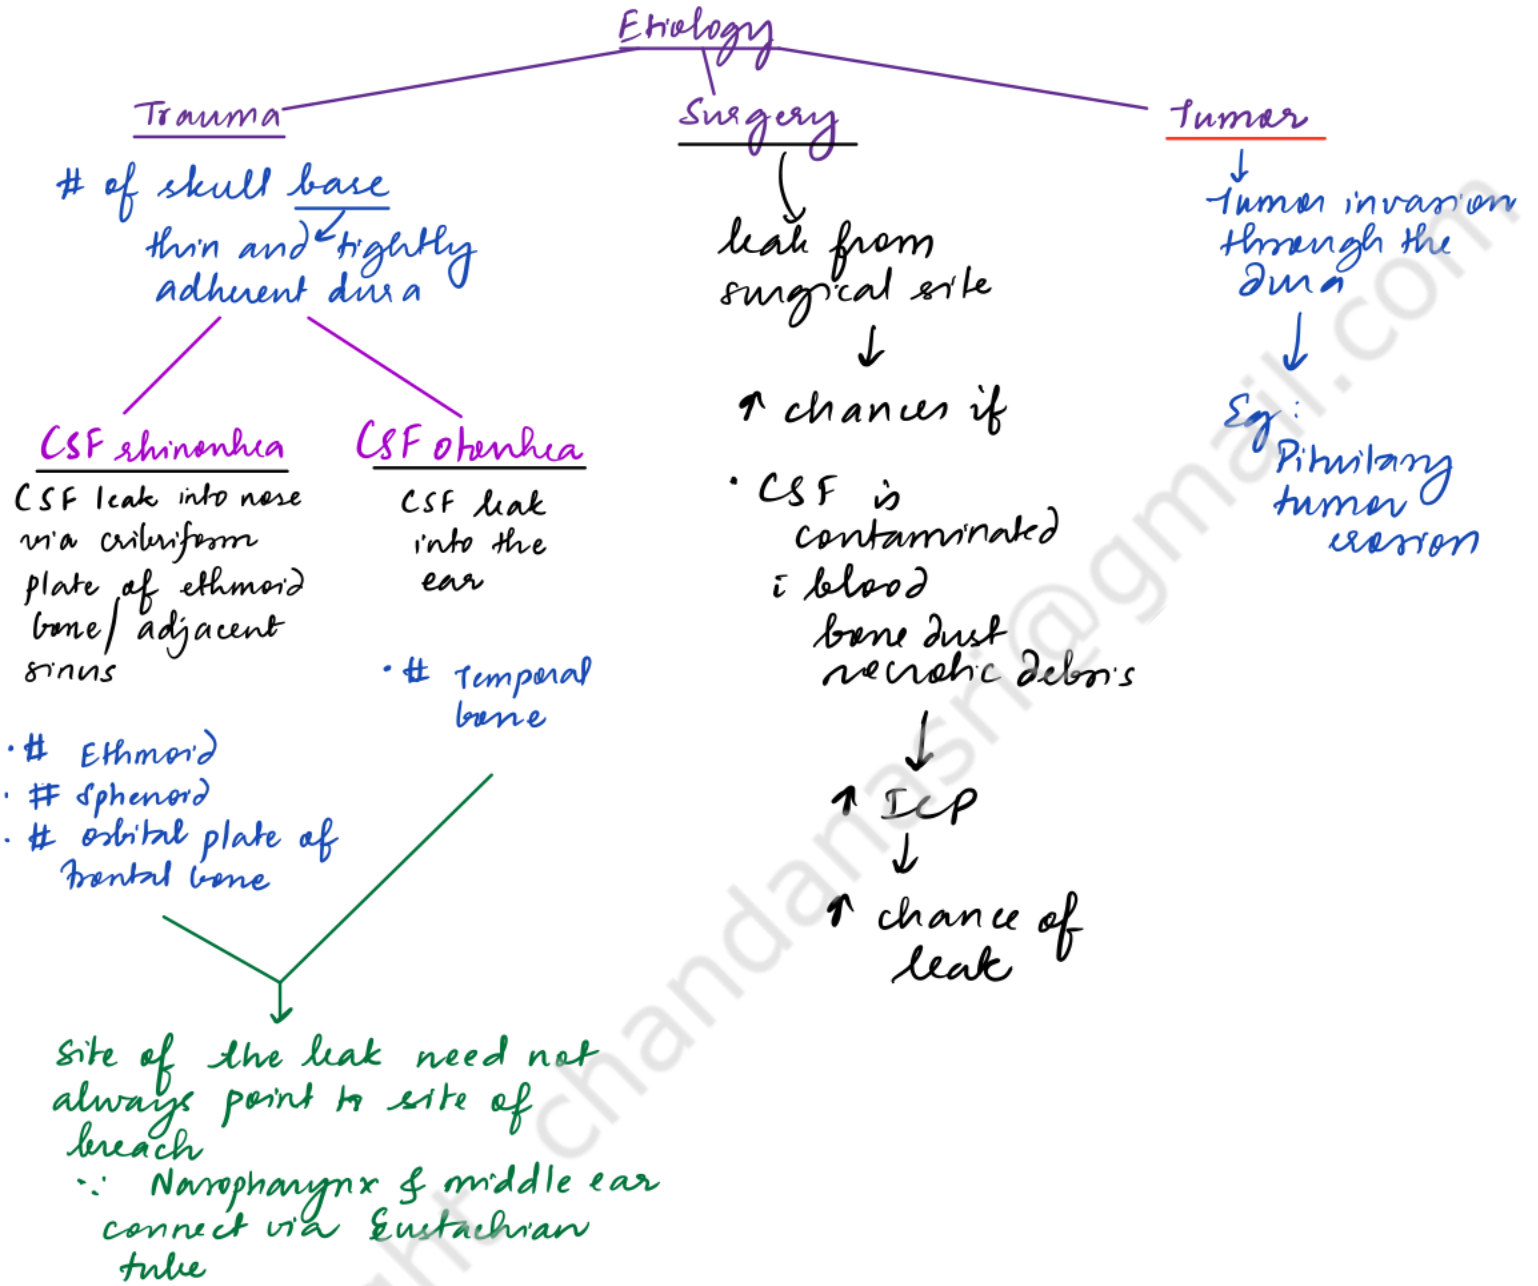 Etiology
Trauma
# of skull base
thin and tightly
adherent dura
CSF rhinorrhea
CSF leak into nose
via cribriform
plate of ethmoid
bone/ adjacent
sinus
· # Ethmoid
· # Sphenoid
· # orbital plate of
frontal bone
CSF otorrhea
CSF leak
into the
ear
· # Temporal
bone
site of the leak need not
always point to site of
breach
∵ Nasopharynx & middle ear
connect via Eustachian
tube
Surgery
leak from
surgical site
↓
↑ chances if
· CSF is
contaminated
c̄ blood
bone dust
necrotic debris
↓
↑ ICP
↓
↑ chance of
leak
Tumor
↓
Tumor invasion
through the
dura
↓
Eg:
Pituitary
tumor
erosion
ght chandanasri@gmail.com